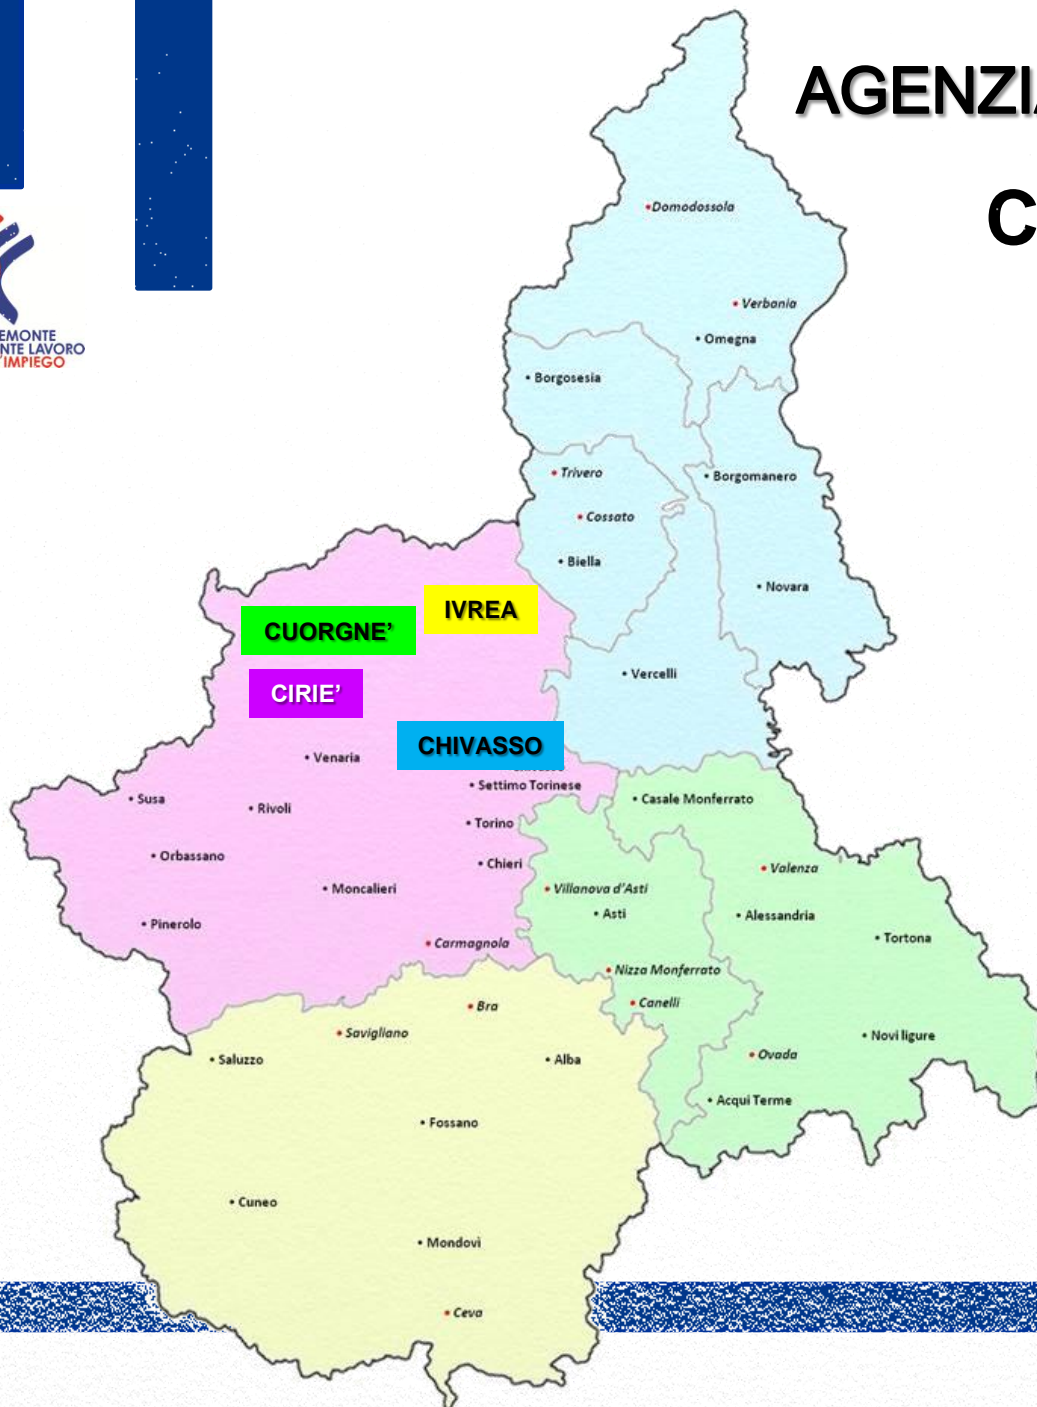 AGENZIA
C
EMONTE
NTE LAVORO
IMPIEGO
Domodossola
Verbania
Omegna
Borgosesia
Trivero
Borgomanero
Cossato
Biella
Novara
IVREA
CUORGNE’
Vercelli
CIRIE’
CHIVASSO
Venaria
Settimo Torinese
Susa
Rivoli
Casale Monferrato
Torino
Orbassano
Chieri
Valenza
Moncalieri
Villanova d'Asti
Asti
Alessandria
Pinerolo
Tortona
Carmagnola
Nizza Monferrato
Canelli
Bra
Savigliano
Novi ligure
Saluzzo
Alba
Ovada
Acqui Terme
Fossano
Cuneo
Mondovì
Ceva